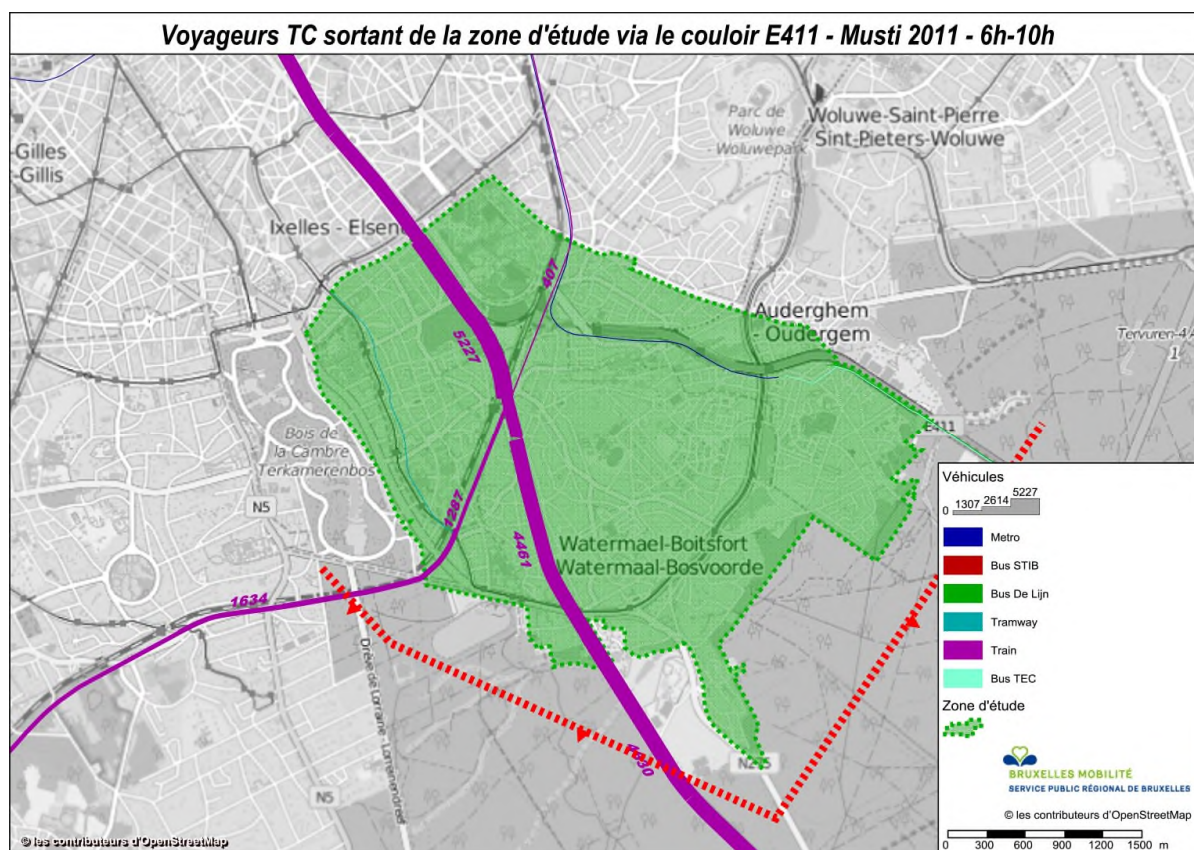 Voyageurs TC sortant de la zone d'étude via le couloir E411 - Musti 2011 - 6h-10h
Parc de
Woluwe -
Woluwepark
Woluwe-Saint-Pierre
Sint-Pieters-Woluwe
Gilles
-Gillis
Ixelles - Elsene
407
5227
Auderghem
- Oudergem
Tervuren-4
1
E411
Bois de
la Cambre
Terkamerenbos
N5
1287
4461
Watermael-Boitsfort
Watermaal-Bosvoorde
1634
Drève de Lorraine - Lorrendreef
N5
N275
Véhicules
0 1307 2614 5227
Metro
Bus STIB
Bus De Lijn
Tramway
Train
Bus TEC
Zone d'étude
BRUXELLES MOBILITÉ
SERVICE PUBLIC RÉGIONAL DE BRUXELLES
© les contributeurs d'OpenStreetMap
0 300 600 900 1200 1500 m
© les contributeurs d'OpenStreetMap